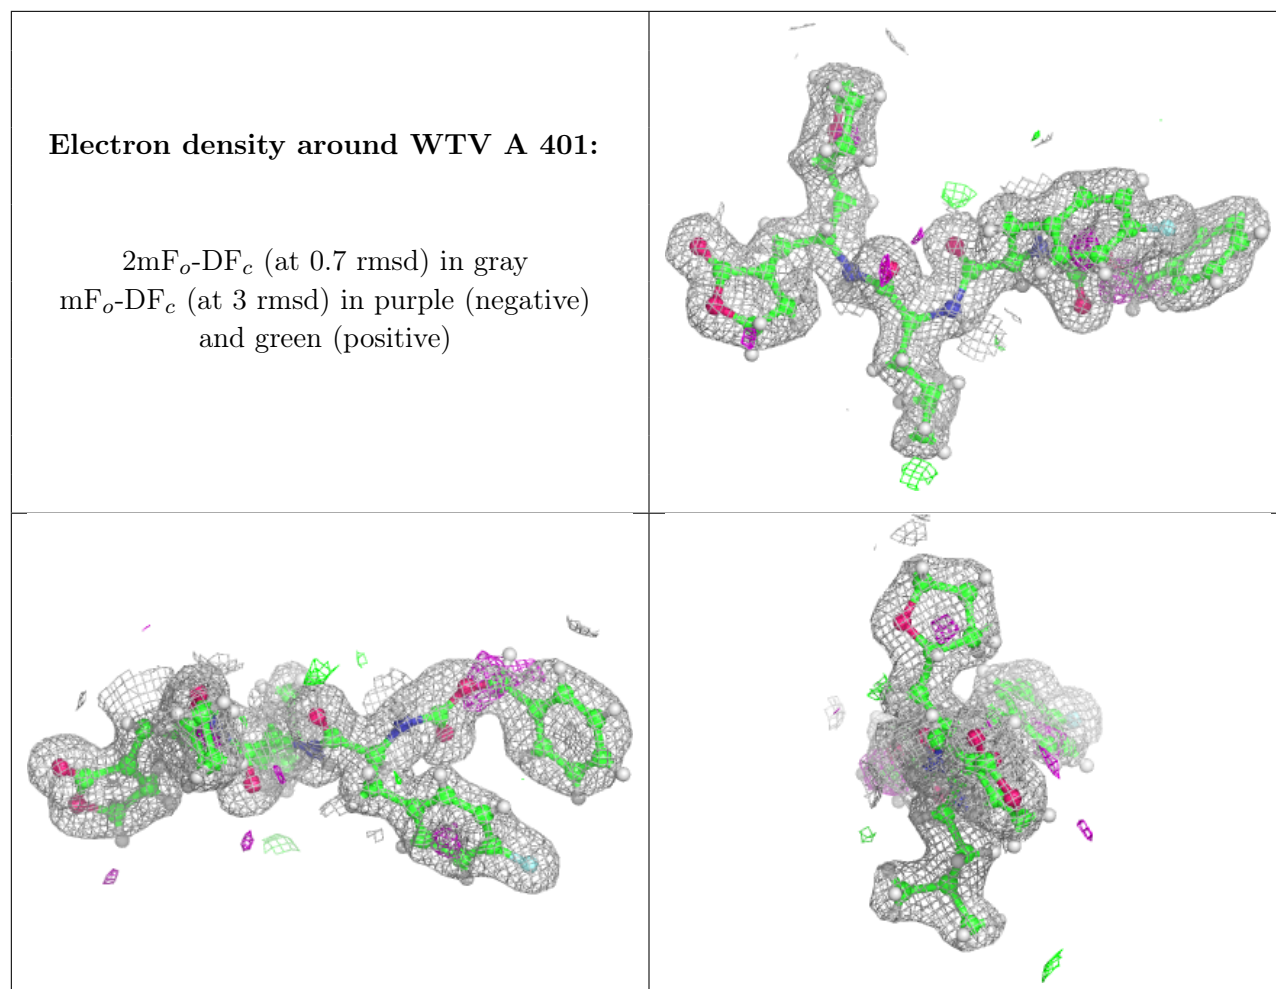 Electron density around WTV A 401:
2mFo-DFc (at 0.7 rmsd) in gray
mFo-DFc (at 3 rmsd) in purple (negative)
and green (positive)